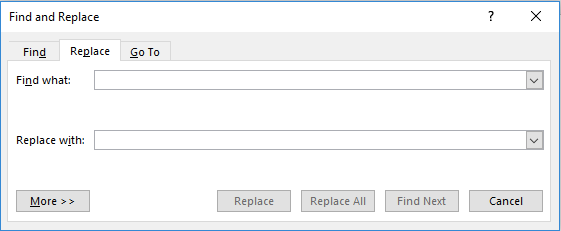 Find and Replace ?
Find Replace Go To
Find what:
Replace with:
More >> Replace Replace All Find Next Cancel